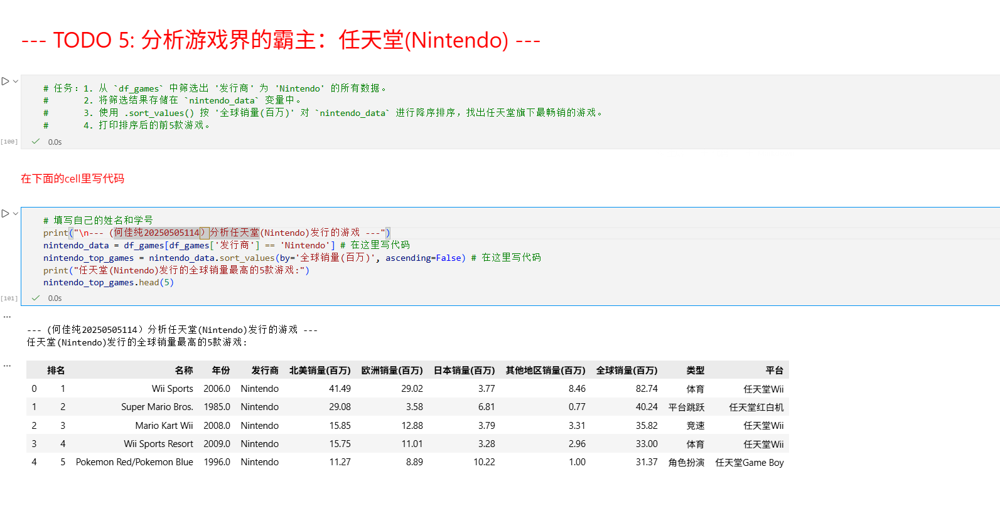 --- TODO 5: 分析游戏界的霸主：任天堂(Nintendo) ---
# 任务：1. 从 `df_games` 中筛选出 '发行商' 为 'Nintendo' 的所有数据。
#       2. 将筛选结果存储在 `nintendo_data` 变量中。
#       3. 使用 .sort_values() 按 '全球销量(百万)' 对 `nintendo_data` 进行降序排序，找出任天堂旗下最畅销的游戏。
#       4. 打印排序后的前5款游戏。
[100] 0.0s
在下面的cell里写代码
# 填写自己的姓名和学号
print("\n--- (何佳纯20250505114）分析任天堂(Nintendo)发行的游戏 ---")
nintendo_data = df_games[df_games['发行商'] == 'Nintendo'] # 在这里写代码
nintendo_top_games = nintendo_data.sort_values(by='全球销量(百万)', ascending=False) # 在这里写代码
print("任天堂(Nintendo)发行的全球销量最高的5款游戏:")
nintendo_top_games.head(5)
[101] 0.0s
...
--- (何佳纯20250505114）分析任天堂(Nintendo)发行的游戏 ---
任天堂(Nintendo)发行的全球销量最高的5款游戏:
...
排名 名称 年份 发行商 北美销量(百万) 欧洲销量(百万) 日本销量(百万) 其他地区销量(百万) 全球销量(百万) 类型 平台
0 1 Wii Sports 2006.0 Nintendo 41.49 29.02 3.77 8.46 82.74 体育 任天堂Wii
1 2 Super Mario Bros. 1985.0 Nintendo 29.08 3.58 6.81 0.77 40.24 平台跳跃 任天堂红白机
2 3 Mario Kart Wii 2008.0 Nintendo 15.85 12.88 3.79 3.31 35.82 竞速 任天堂Wii
3 4 Wii Sports Resort 2009.0 Nintendo 15.75 11.01 3.28 2.96 33.00 体育 任天堂Wii
4 5 Pokemon Red/Pokemon Blue 1996.0 Nintendo 11.27 8.89 10.22 1.00 31.37 角色扮演 任天堂Game Boy